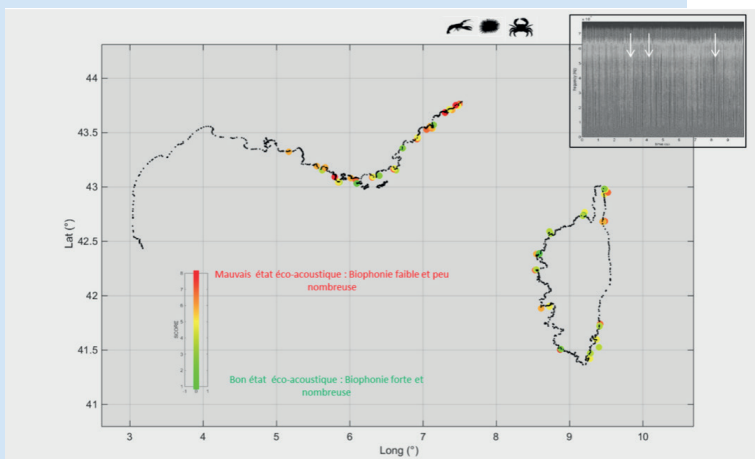 44
43.5
43
42.5
42
41.5
41
Lat (°)
Mauvais état éco-acoustique : Biophonie faible et peu
nombreuse
SCORE
Bon état éco-acoustique : Biophonie forte et
nombreuse
3 4 5 6 7 8 9 10
Long (°)